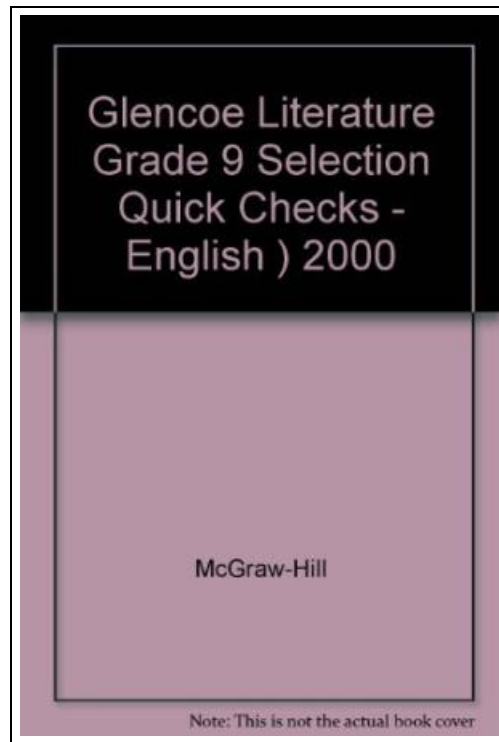 Glencoe Literature
Grade 9 Selection
Quick Checks -
English ) 2000
McGraw-Hill
Note: This is not the actual book cover